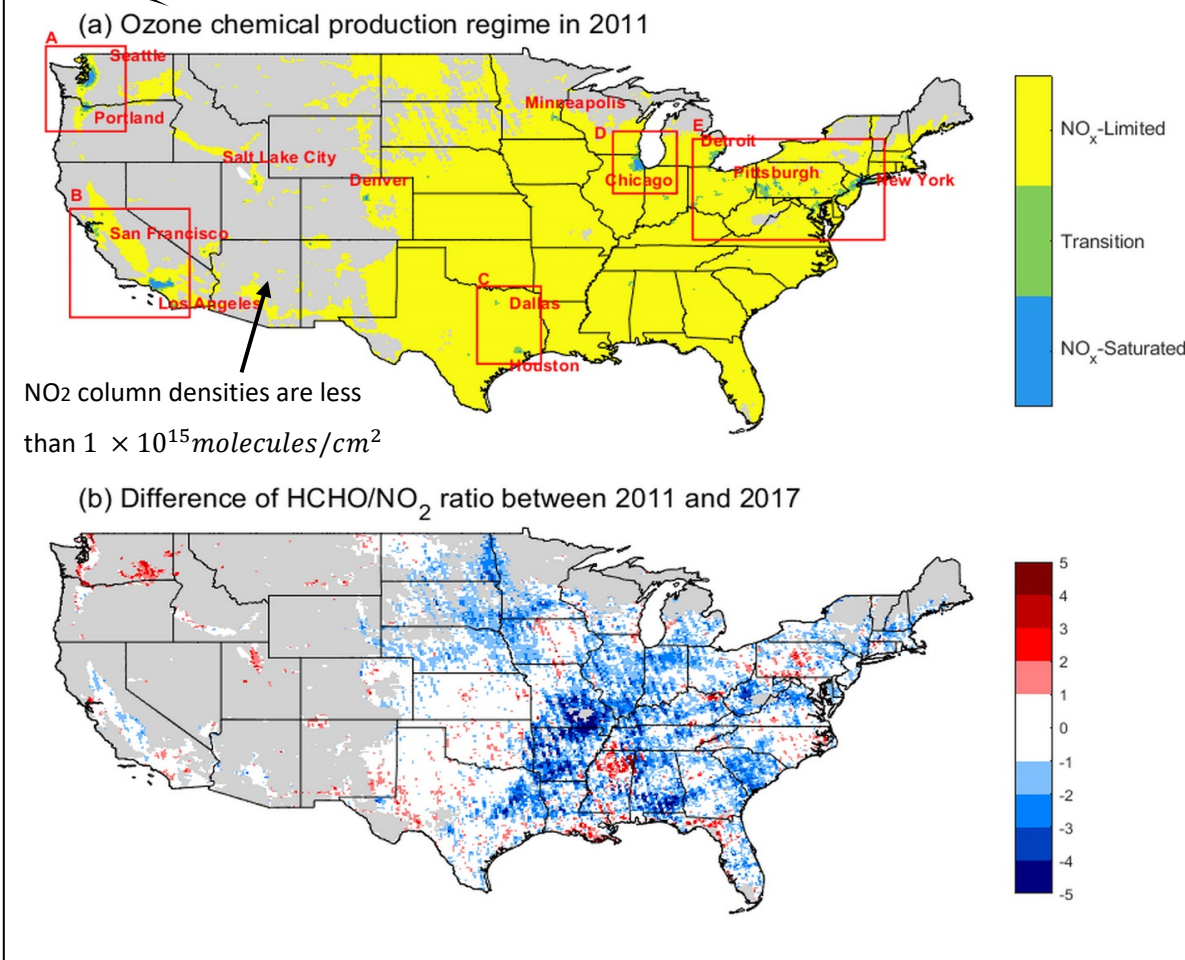 (a) Ozone chemical production regime in 2011
A
Seattle
Portland
Minneapolis
D
E
Detroit
Salt Lake City
Denver
Chicago
Pittsburgh
New York
B
San Francisco
C
Los Angeles
Dallas
Houston
NOx-Limited
Transition
NOx-Saturated
NO2 column densities are less
than 1 × 10^15 molecules/cm^2
(b) Difference of HCHO/NO2 ratio between 2011 and 2017
5
4
3
2
1
0
-1
-2
-3
-4
-5